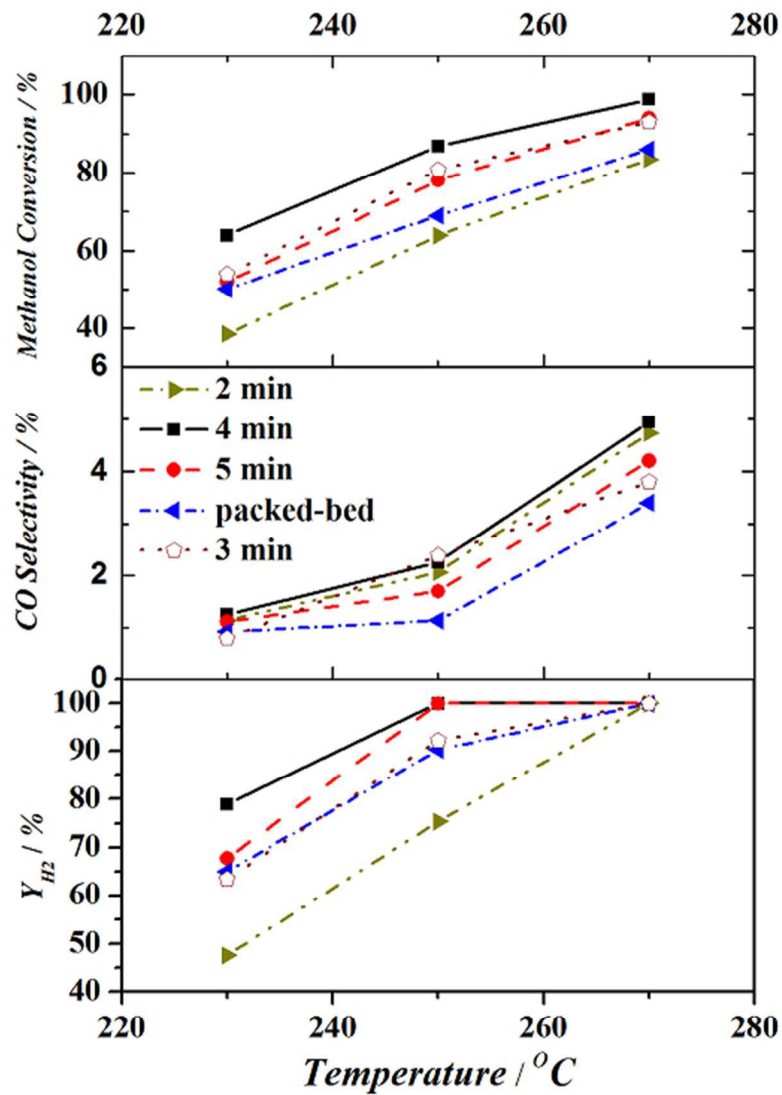 220 240 260 280
100
80
60
40
Methanol Conversion / %
6
4
2
0
CO Selectivity / %
2 min
4 min
5 min
packed-bed
3 min
100
90
80
70
60
50
40
Y_H2 / %
220 240 260 280
Temperature / °C